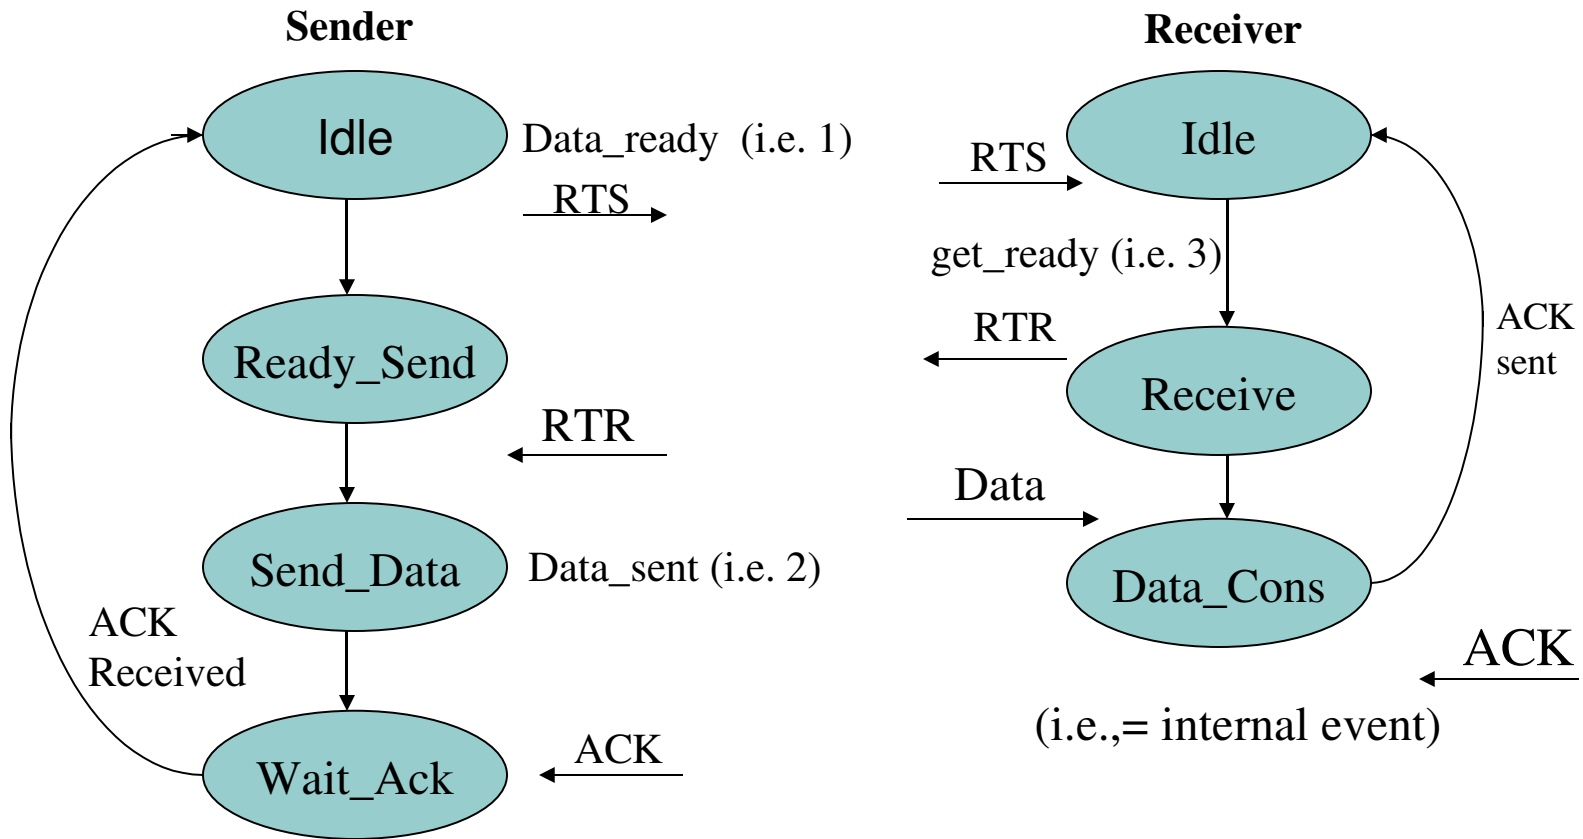 Sender
Idle
Data_ready (i.e. 1)
RTS
Ready_Send
RTR
Send_Data
Data_sent (i.e. 2)
ACK
Received
Wait_Ack
ACK
Receiver
Idle
RTS
get_ready (i.e. 3)
RTR
Receive
ACK
sent
Data
Data_Cons
ACK
(i.e.,= internal event)